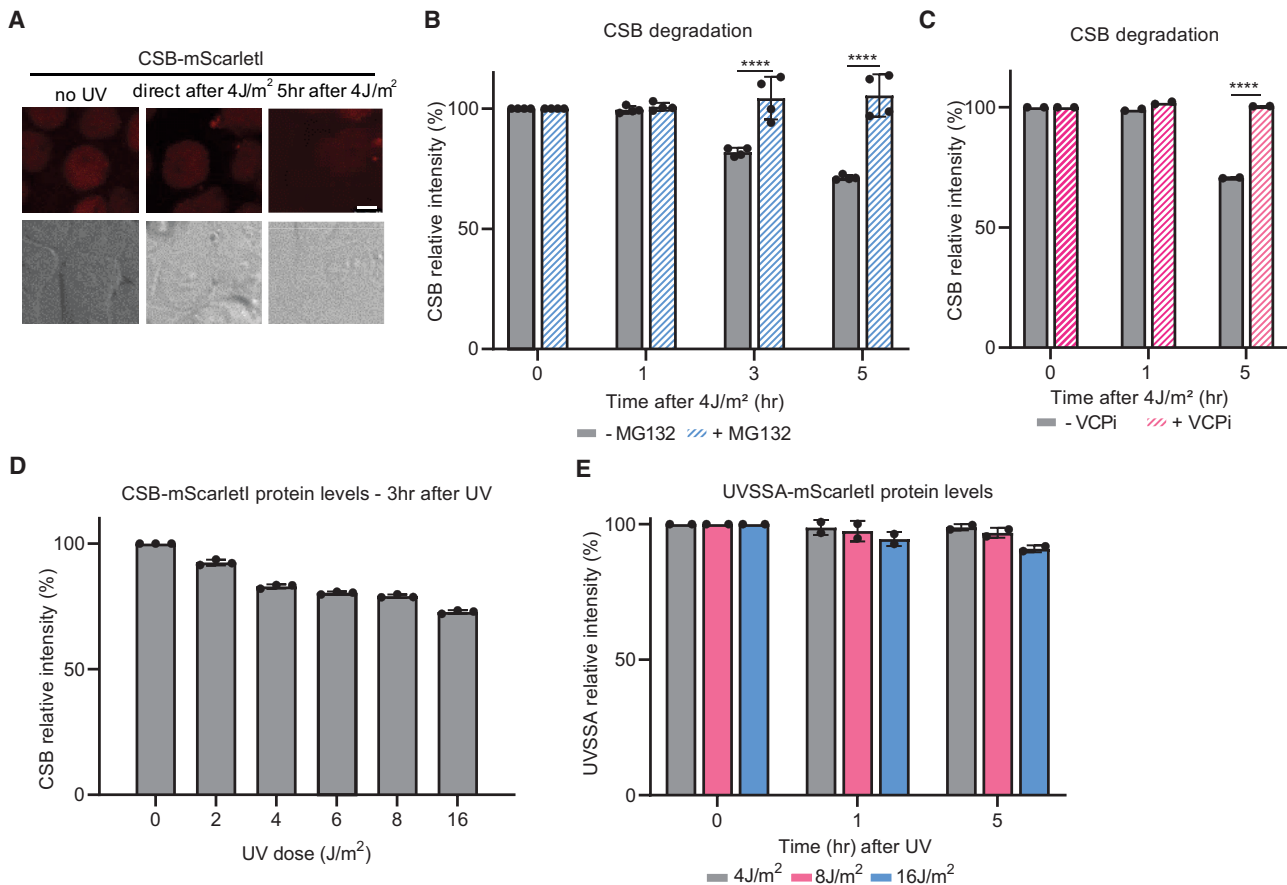 A
CSB-mScarletI
no UV
direct after 4J/m²
5hr after 4J/m²
B
CSB degradation
CSB relative intensity (%)
100
50
0
****
****
0
1
3
5
Time after 4J/m² (hr)
- MG132
+ MG132
C
CSB degradation
CSB relative intensity (%)
100
50
0
****
0
1
5
Time after 4J/m² (hr)
- VCPi
+ VCPi
D
CSB-mScarletI protein levels - 3hr after UV
CSB relative intensity (%)
100
50
0
0
2
4
6
8
16
UV dose (J/m²)
E
UVSSA-mScarletI protein levels
UVSSA relative intensity (%)
100
50
0
0
1
5
Time (hr) after UV
4J/m²
8J/m²
16J/m²